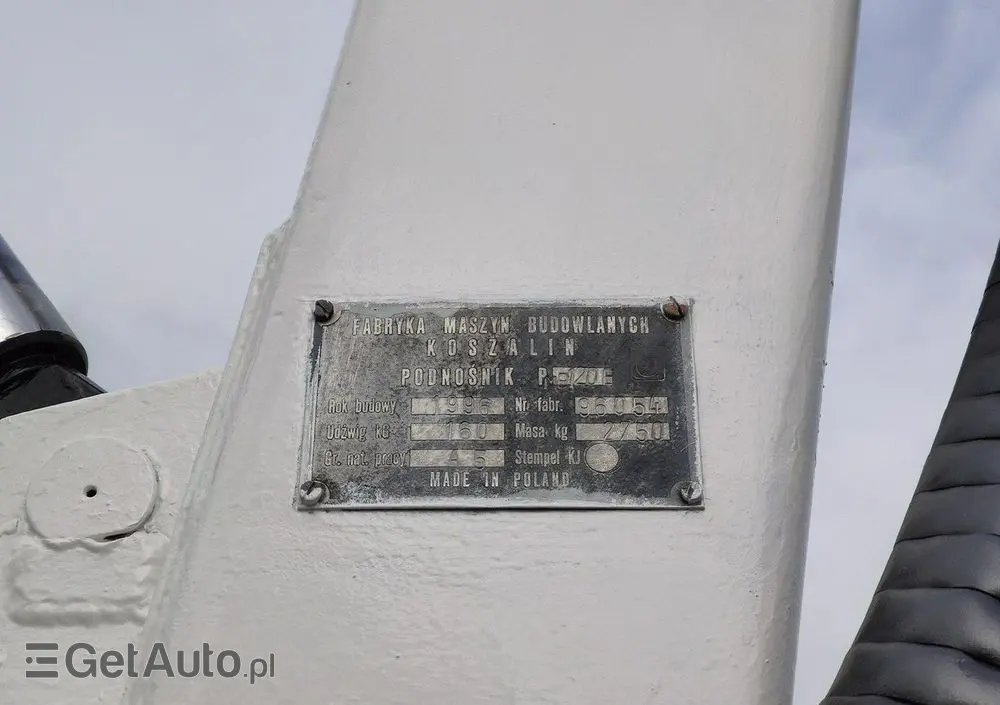 FABRYKA MASZYN BUDOWLANYCH
KOSZALIN
PODNOŚNIK P
Rok budowy 1996 Nr fabr. 96054
Udźwig kG 160 Masa kg 2750
Gr. nat. pracy A5 Stempel KJ
MADE IN POLAND
GetAuto.pl